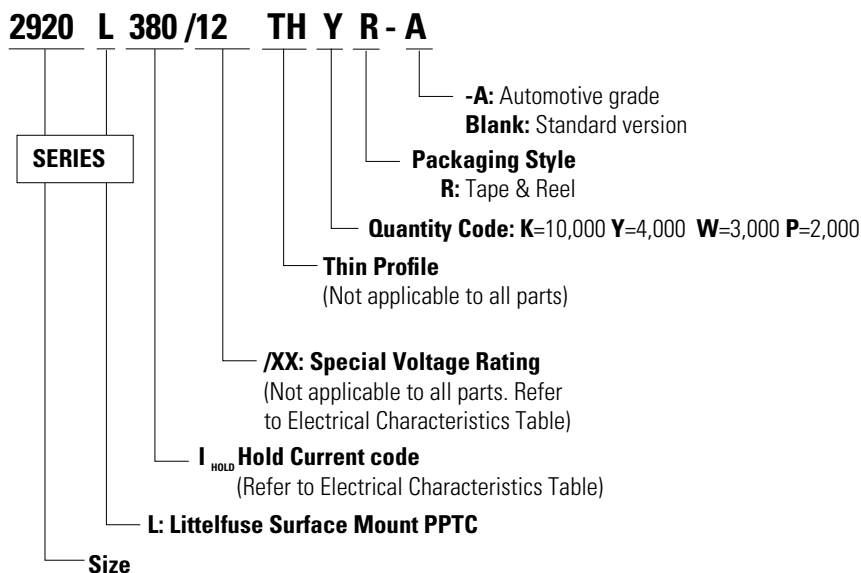 2920 L 380 /12 TH Y R - A
-A: Automotive grade
Blank: Standard version
SERIES
Packaging Style
R: Tape & Reel
Quantity Code: K=10,000 Y=4,000 W=3,000 P=2,000
Thin Profile
(Not applicable to all parts)
/XX: Special Voltage Rating
(Not applicable to all parts. Refer
to Electrical Characteristics Table)
I HOLD Hold Current code
(Refer to Electrical Characteristics Table)
L: Littelfuse Surface Mount PPTC
Size